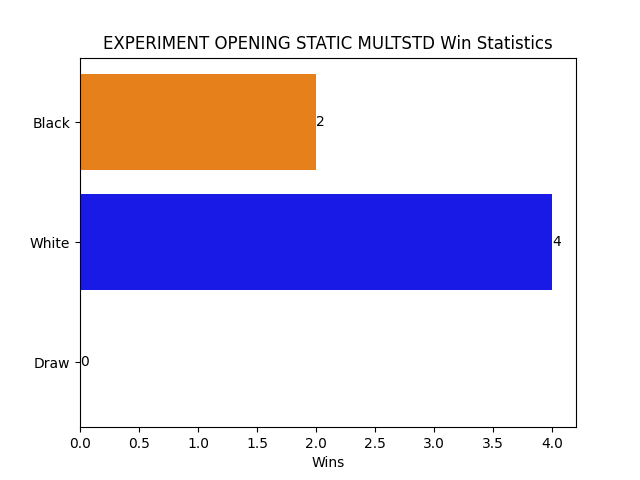 EXPERIMENT OPENING STATIC MULTSTD Win Statistics
Black
2
White
4
Draw
0
0.0 0.5 1.0 1.5 2.0 2.5 3.0 3.5 4.0
Wins